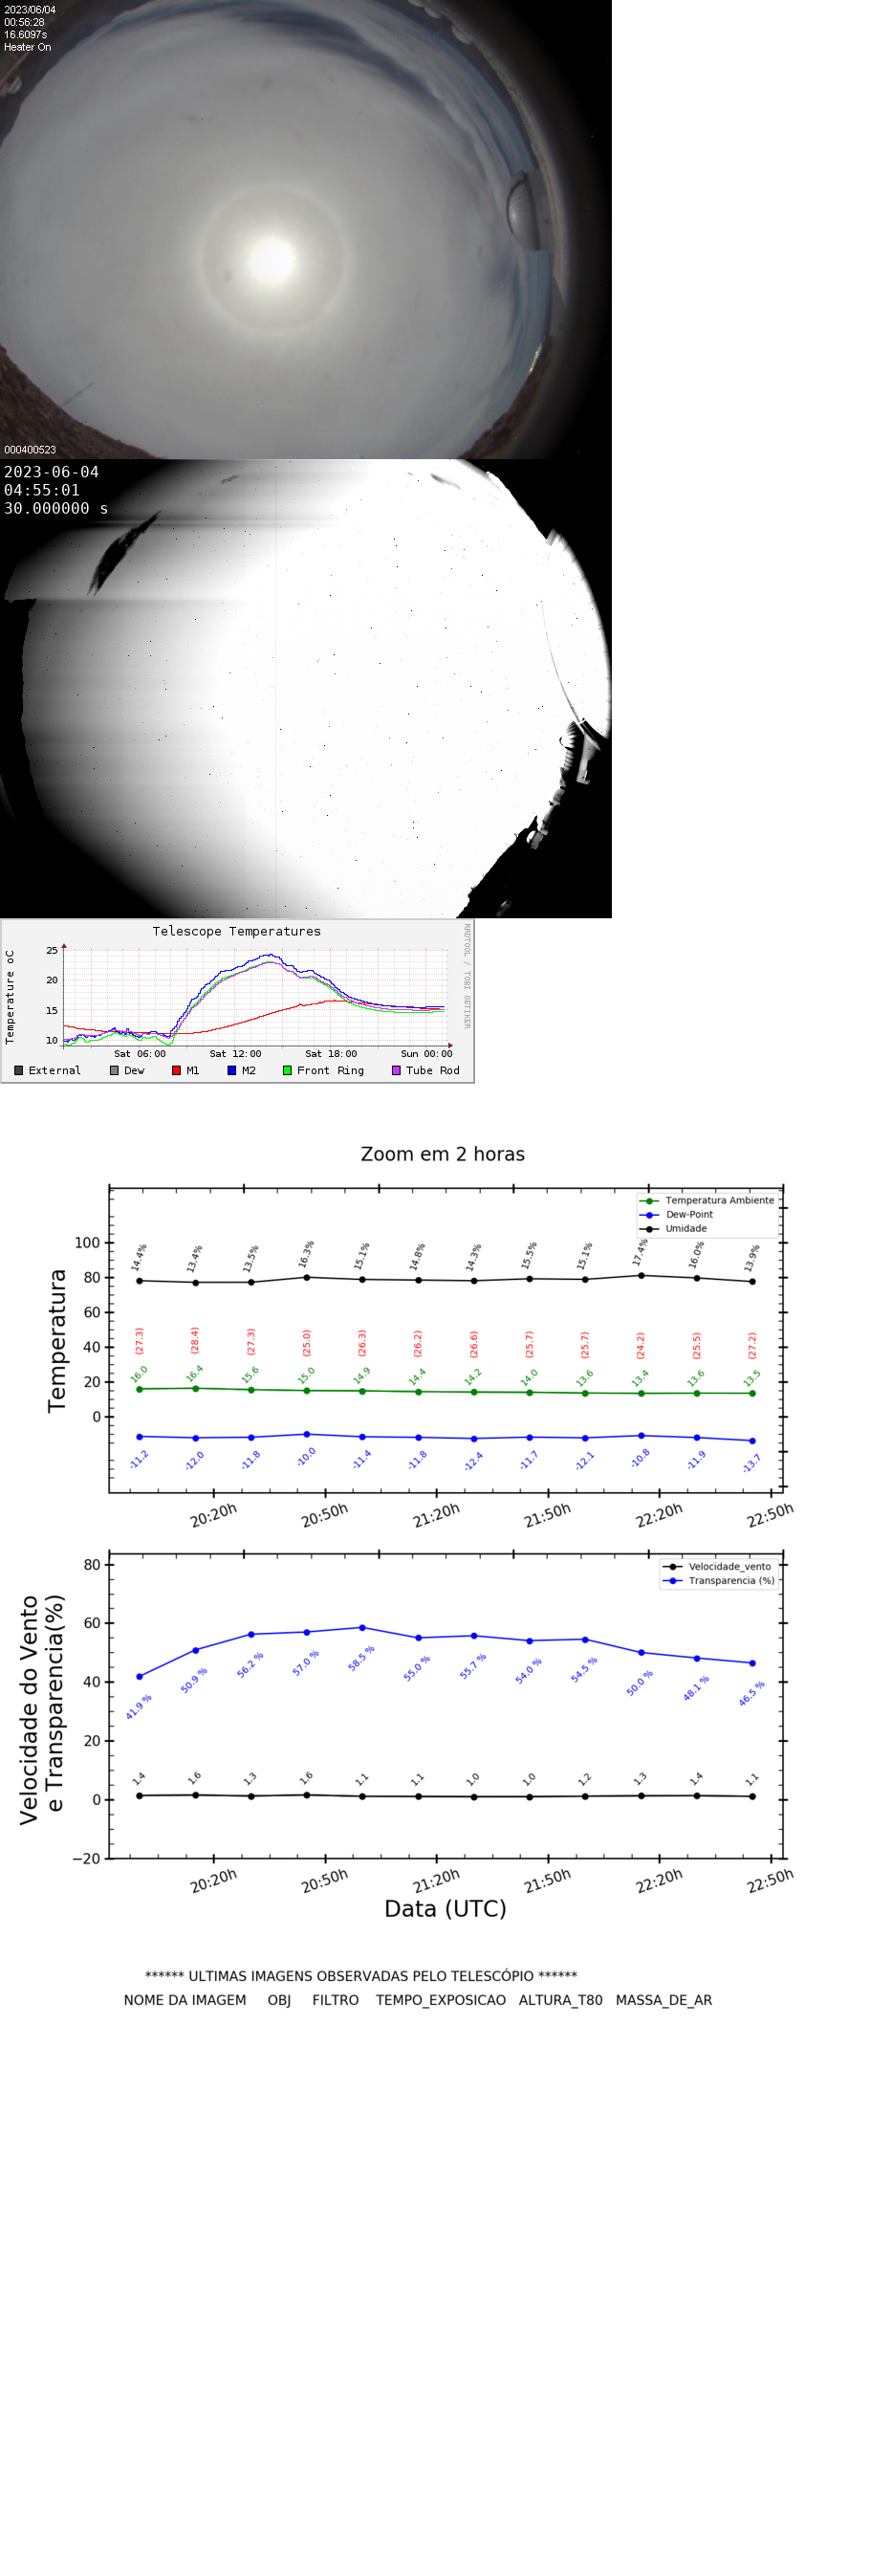 2023/06/04
00:56:28
16.6097s
Heater On
000400523
2023-06-04
04:55:01
30.000000 s
Telescope Temperatures
RRDTOOL / TOBI OETIKER
Temperature oC
25
20
15
10
Sat 06:00 Sat 12:00 Sat 18:00 Sun 00:00
External Dew M1 M2 Front Ring Tube Rod
Zoom em 2 horas
Temperatura Ambiente
Dew-Point
Umidade
Temperatura
100
80
60
40
20
0
14.4% 13.4% 13.5% 16.3% 15.1% 14.8% 14.3% 15.5% 15.1% 17.4% 16.0% 13.9%
(27.3) (28.4) (27.3) (25.0) (26.3) (26.2) (26.6) (25.7) (25.7) (24.2) (25.5) (27.2)
16.0 16.4 15.6 15.0 14.9 14.4 14.2 14.0 13.6 13.4 13.6 13.5
-11.2 -12.0 -11.8 -10.0 -11.4 -11.8 -12.4 -11.7 -12.1 -10.8 -11.9 -13.7
20:20h 20:50h 21:20h 21:50h 22:20h 22:50h
Velocidade_vento
Transparencia (%)
Velocidade do Vento
e Transparencia(%)
80
60
40
20
0
−20
41.9 % 50.9 % 56.2 % 57.0 % 58.5 % 55.0 % 55.7 % 54.0 % 54.5 % 50.0 % 48.1 % 46.5 %
1.4 1.6 1.3 1.6 1.1 1.1 1.0 1.0 1.2 1.3 1.4 1.1
20:20h 20:50h 21:20h 21:50h 22:20h 22:50h
Data (UTC)
****** ULTIMAS IMAGENS OBSERVADAS PELO TELESCÓPIO ******
NOME DA IMAGEM OBJ FILTRO TEMPO_EXPOSICAO ALTURA_T80 MASSA_DE_AR